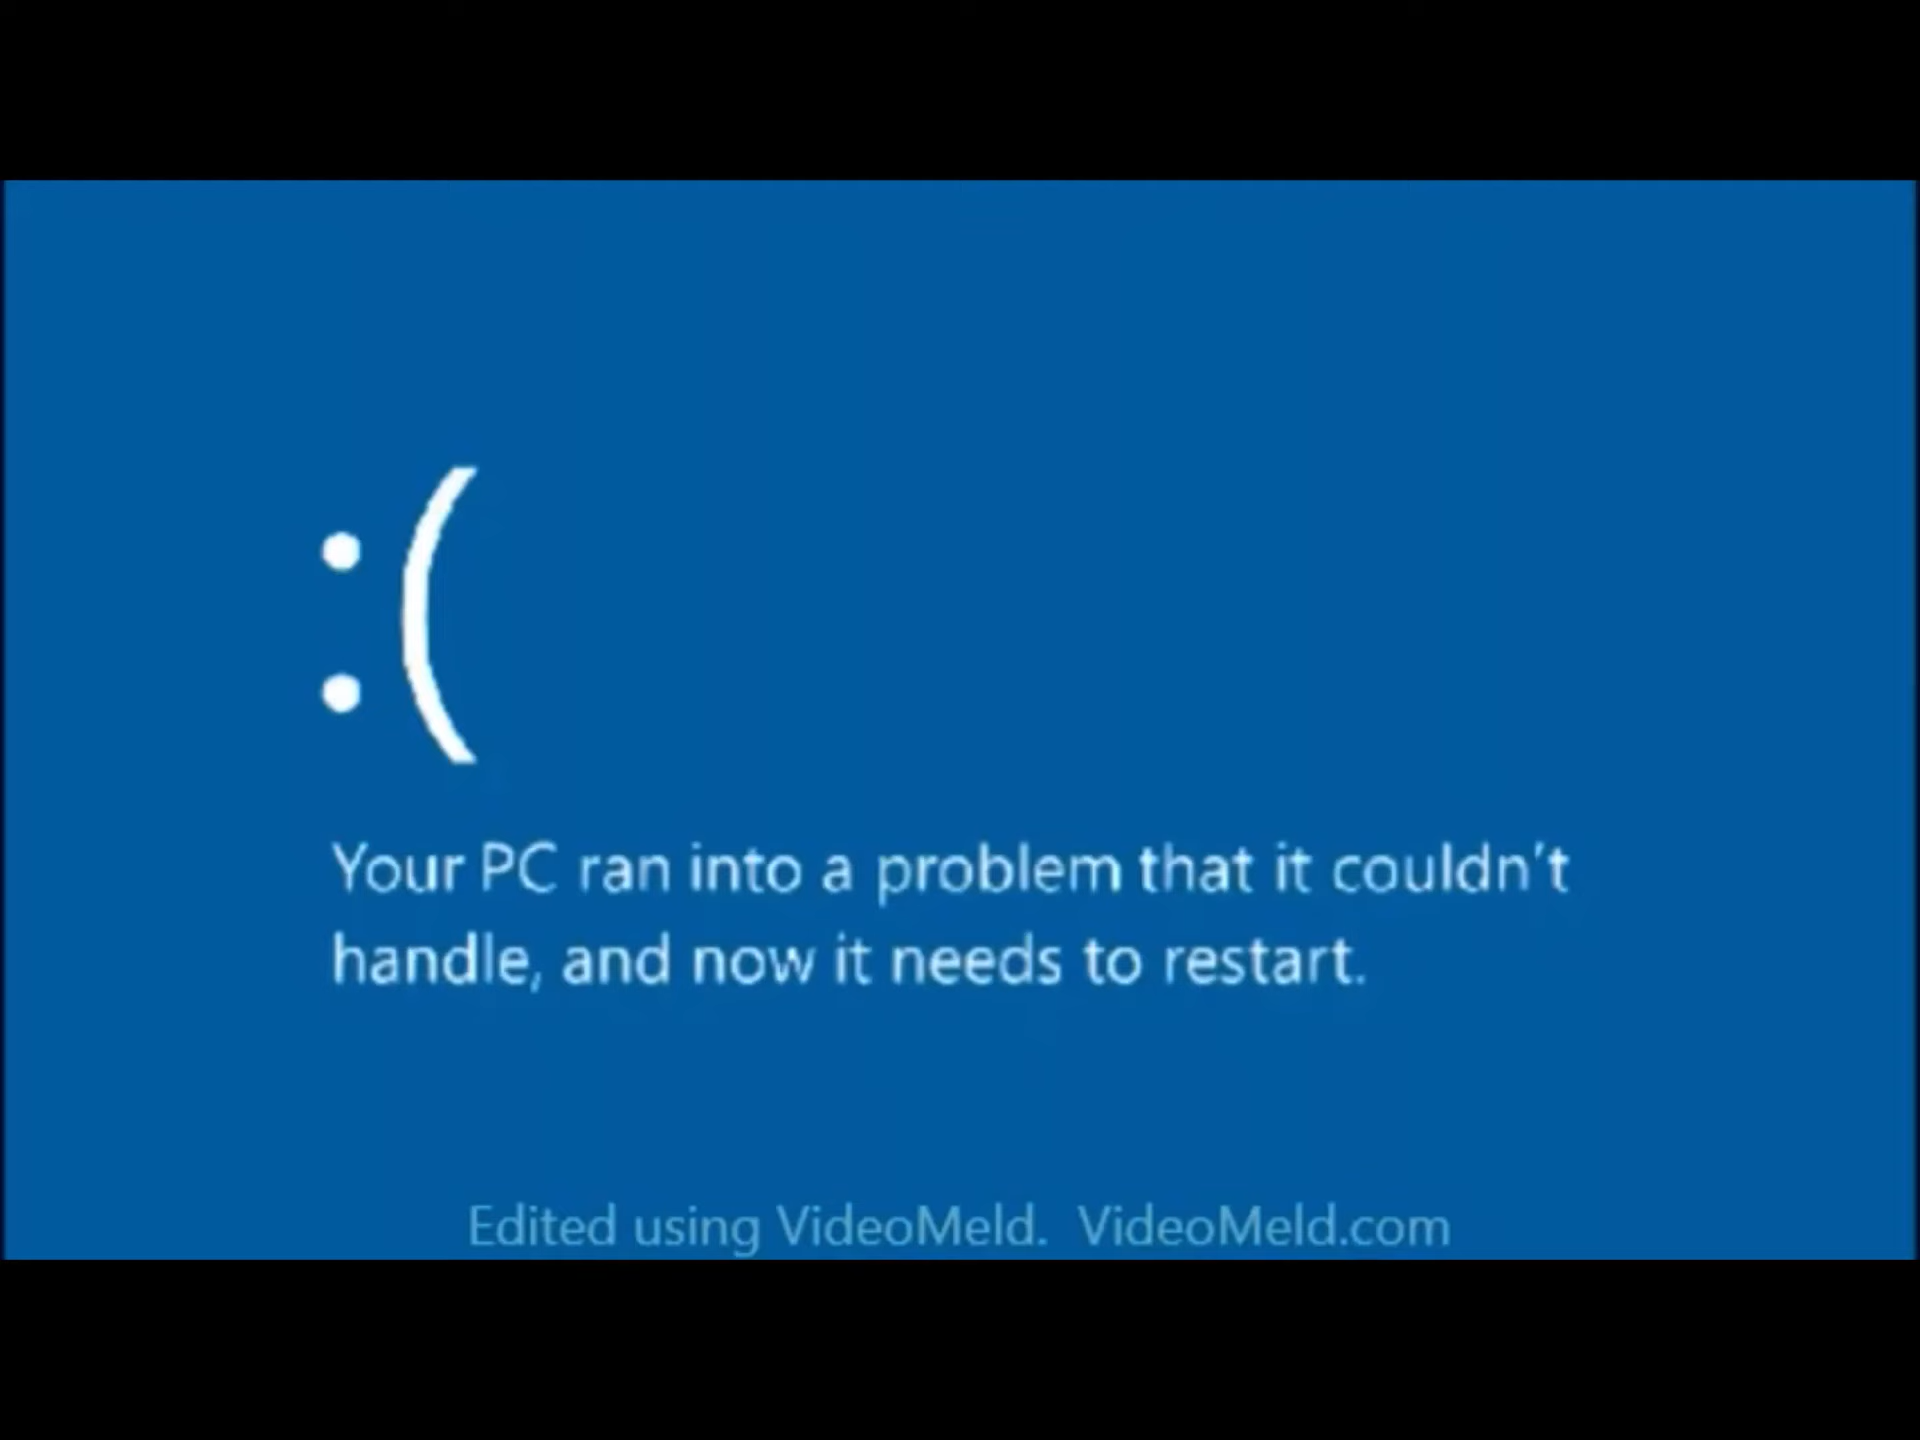 :(
Your PC ran into a problem that it couldn't
handle, and now it needs to restart.
Edited using VideoMeld.  VideoMeld.com